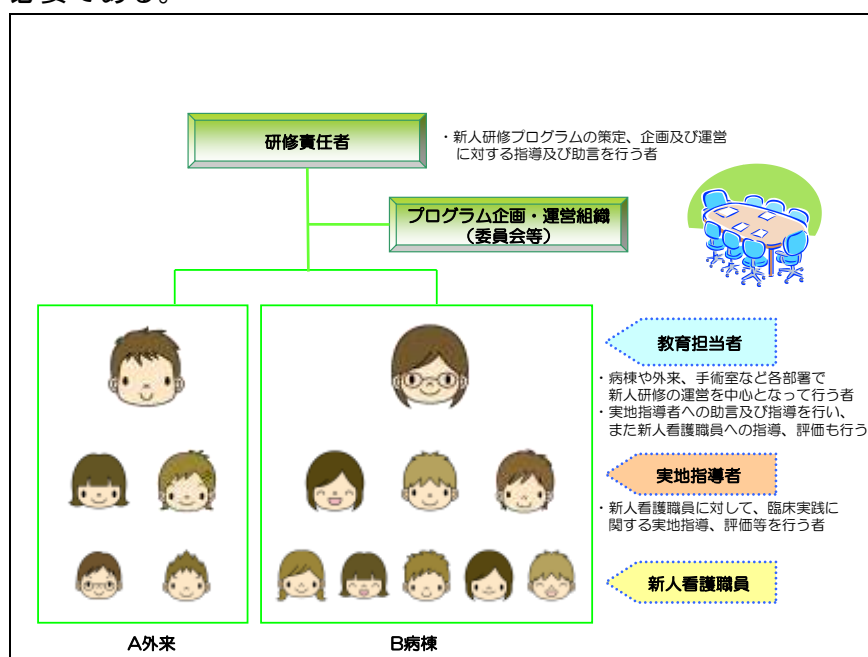 研修責任者
・新人研修プログラムの策定、企画及び運営
に対する指導及び助言を行う者
プログラム企画・運営組織
（委員会等）
教育担当者
・病棟や外来、手術室など各部署で
新人研修の運営を中心となって行う者
・実地指導者への助言及び指導を行い、
また新人看護職員への指導、評価も行う
実地指導者
・新人看護職員に対して、臨床実践に
関する実地指導、評価等を行う者
新人看護職員
A外来
B病棟